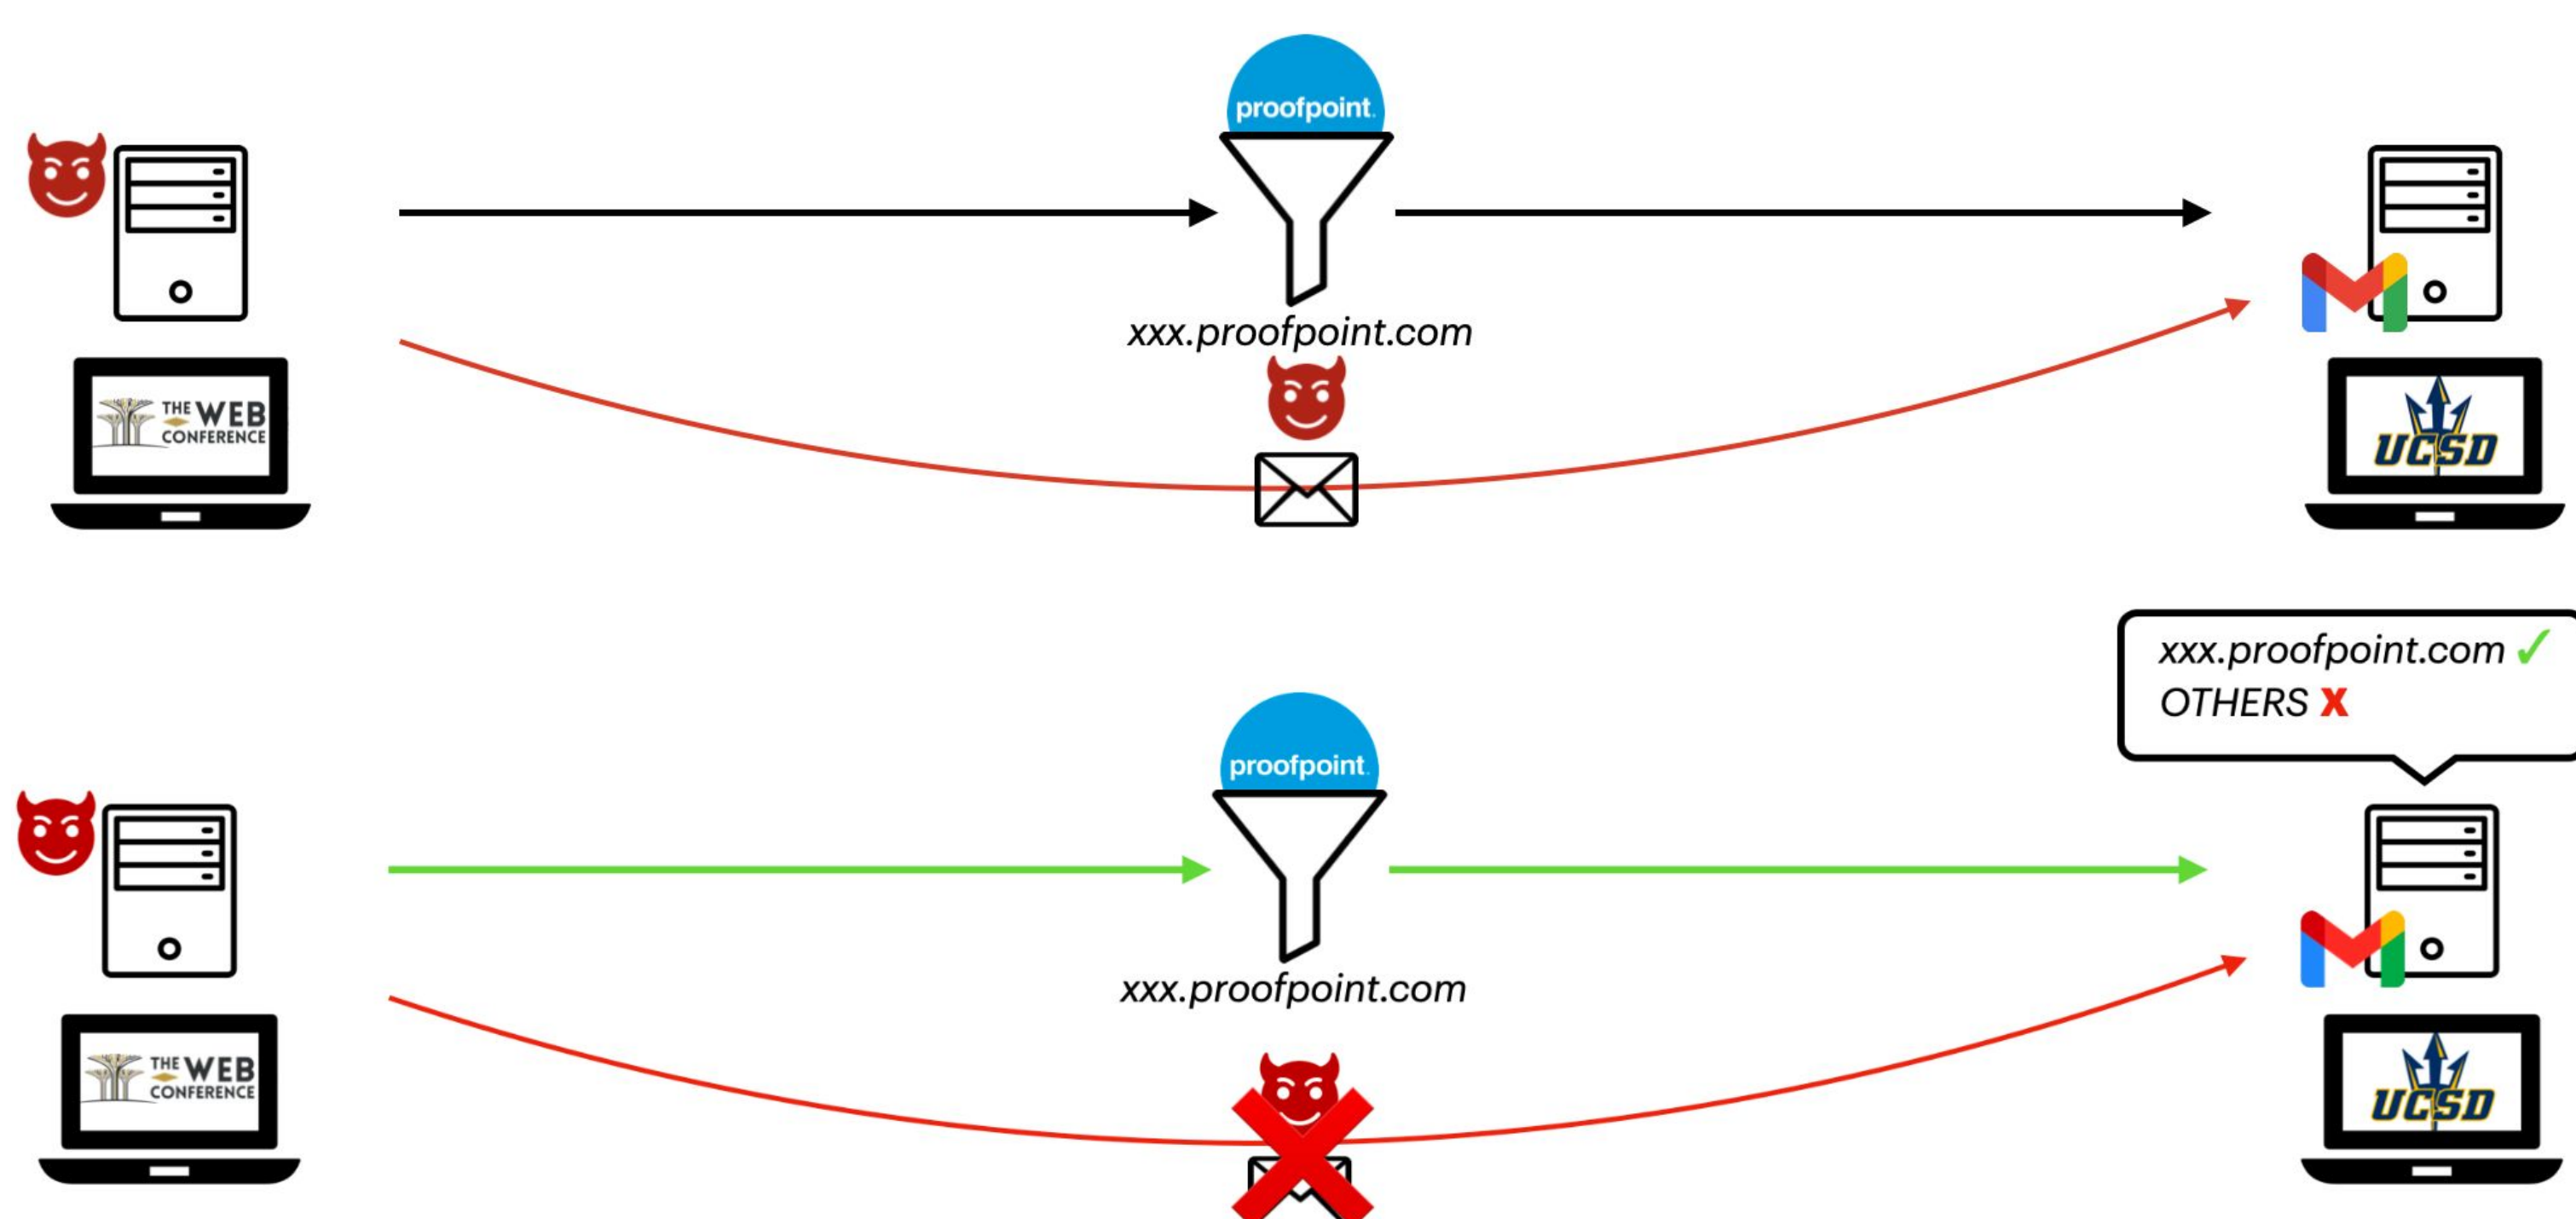 proofpoint.
xxx.proofpoint.com
THE WEB
CONFERENCE
UCSD
xxx.proofpoint.com ✓
OTHERS X
proofpoint.
xxx.proofpoint.com
THE WEB
CONFERENCE
UCSD